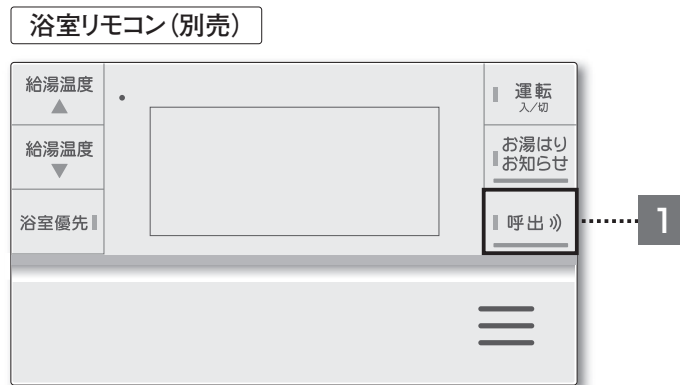 浴室リモコン（別売）
給湯温度
▲
給湯温度
▼
浴室優先
運転
入／切
お湯はり
お知らせ
呼出
1